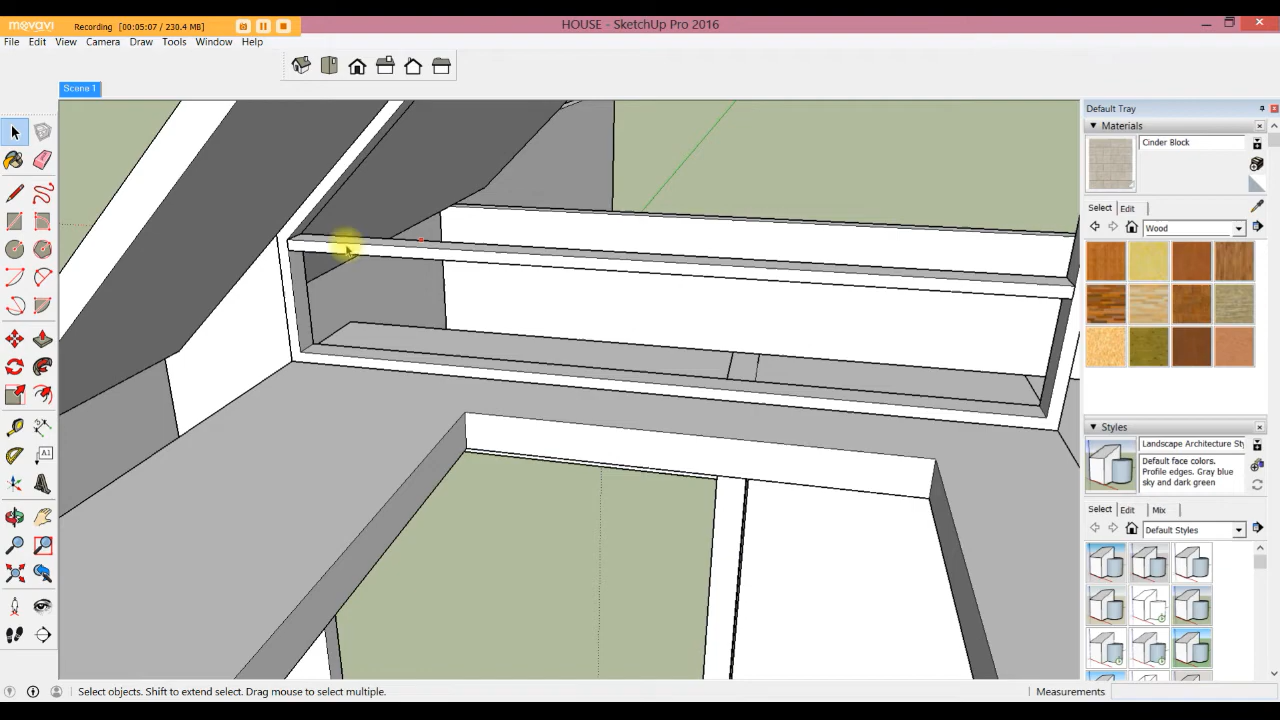 movavi
Recording [00:05:07 / 230.4 MB]
HOUSE - SketchUp Pro 2016
File Edit View Camera Draw Tools Window Help
Scene 1
Default Tray
Materials
Cinder Block
Select Edit
Wood
A1
Styles
Landscape Architecture Sty
Default face colors.
Profile edges. Gray blue
sky and dark green
Select Edit Mix
Default Styles
Select objects. Shift to extend select. Drag mouse to select multiple.
Measurements